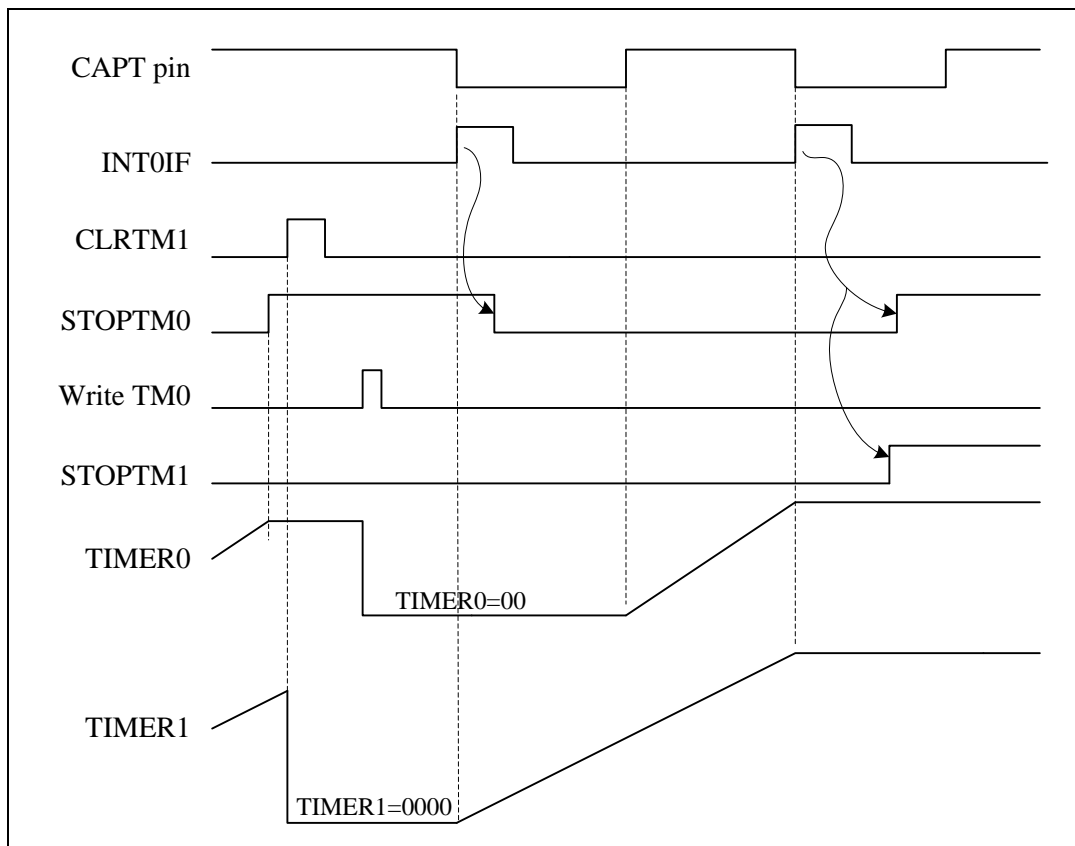 CAPT pin
INT0IF
CLRTM1
STOPTM0
Write TM0
STOPTM1
TIMER0
TIMER0=00
TIMER1
TIMER1=0000